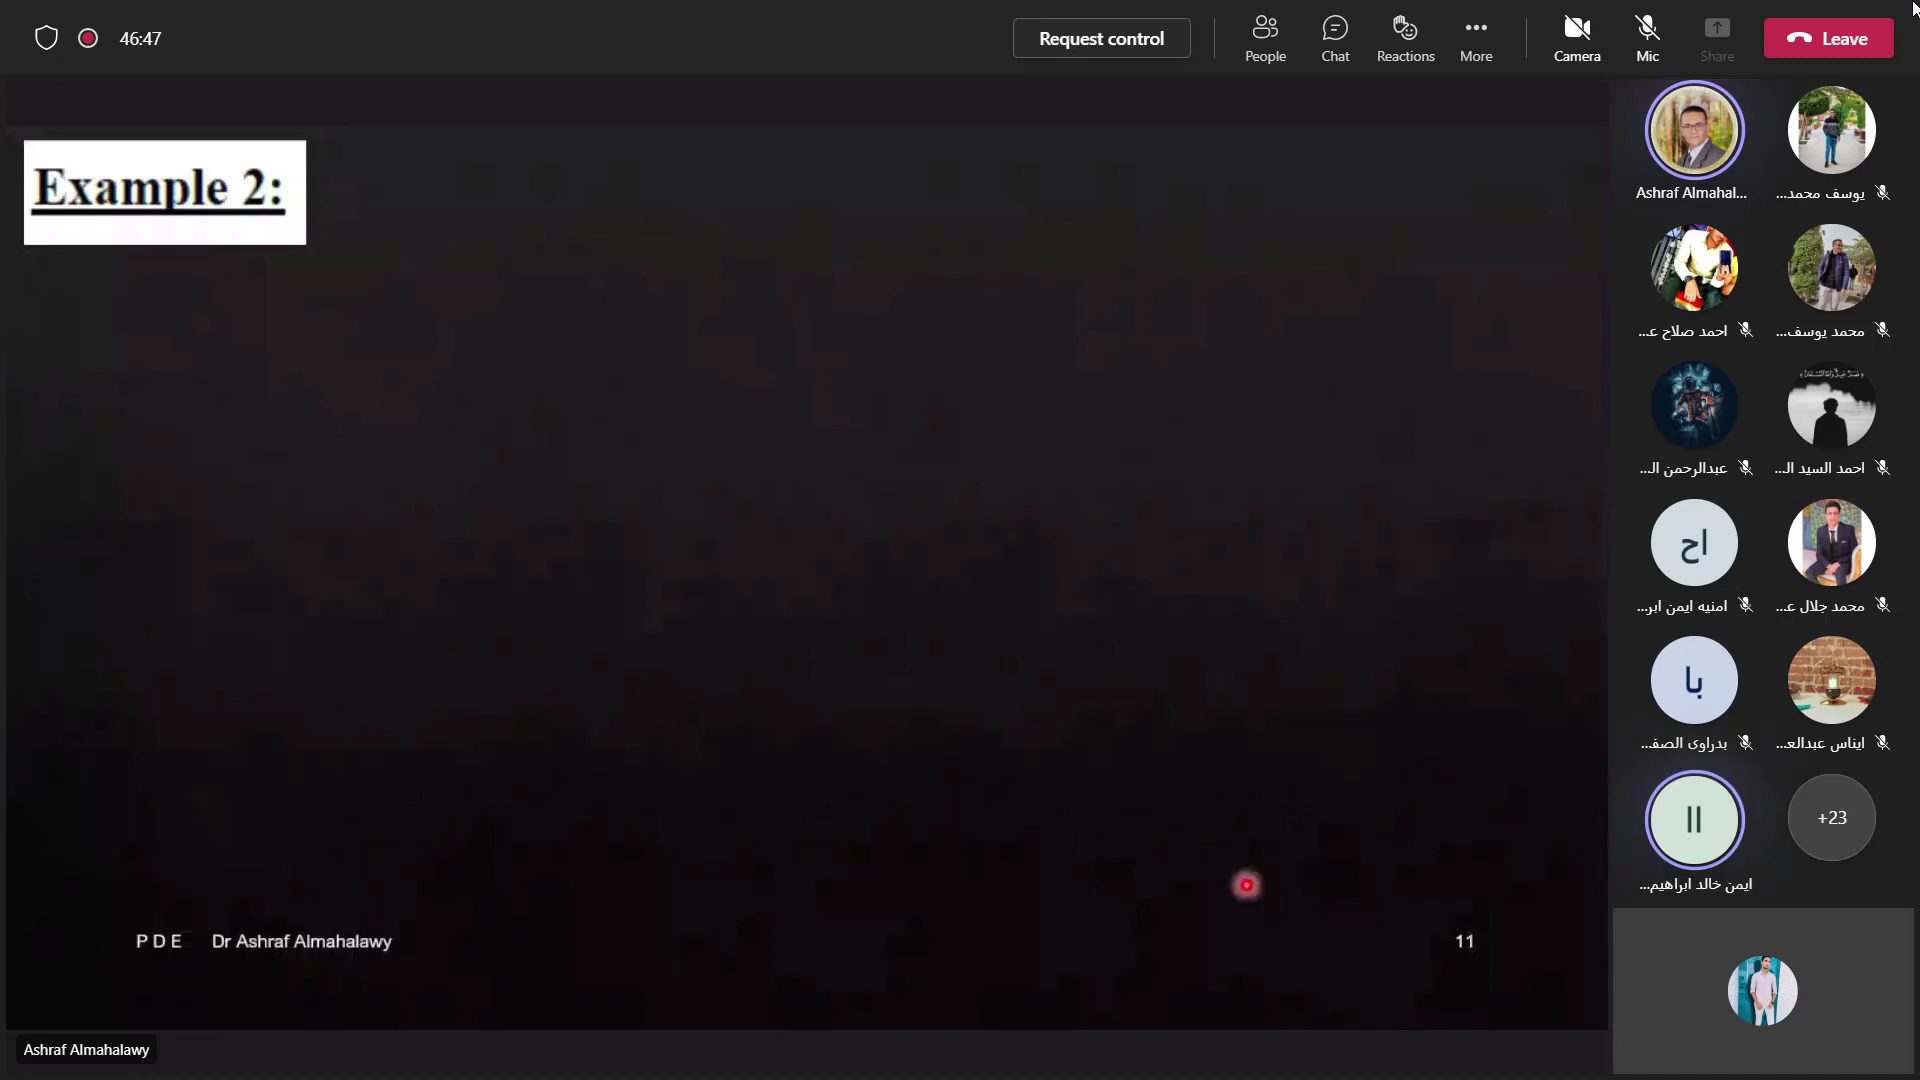 46:47
Request control
People
Chat
Reactions
More
Camera
Mic
Share
Leave
Example 2:
Ashraf Almahal...
يوسف محمد...
احمد صلاح ع...
محمد يوسف...
عبدالرحمن ال...
احمد السيد ال...
اح
امنيه ايمن ابر...
محمد جلال ع...
با
بدراوى الصف...
ايناس عبدالع...
اا
+23
ايمن خالد ابراهيم...
P D E Dr Ashraf Almahalawy
11
Ashraf Almahalawy